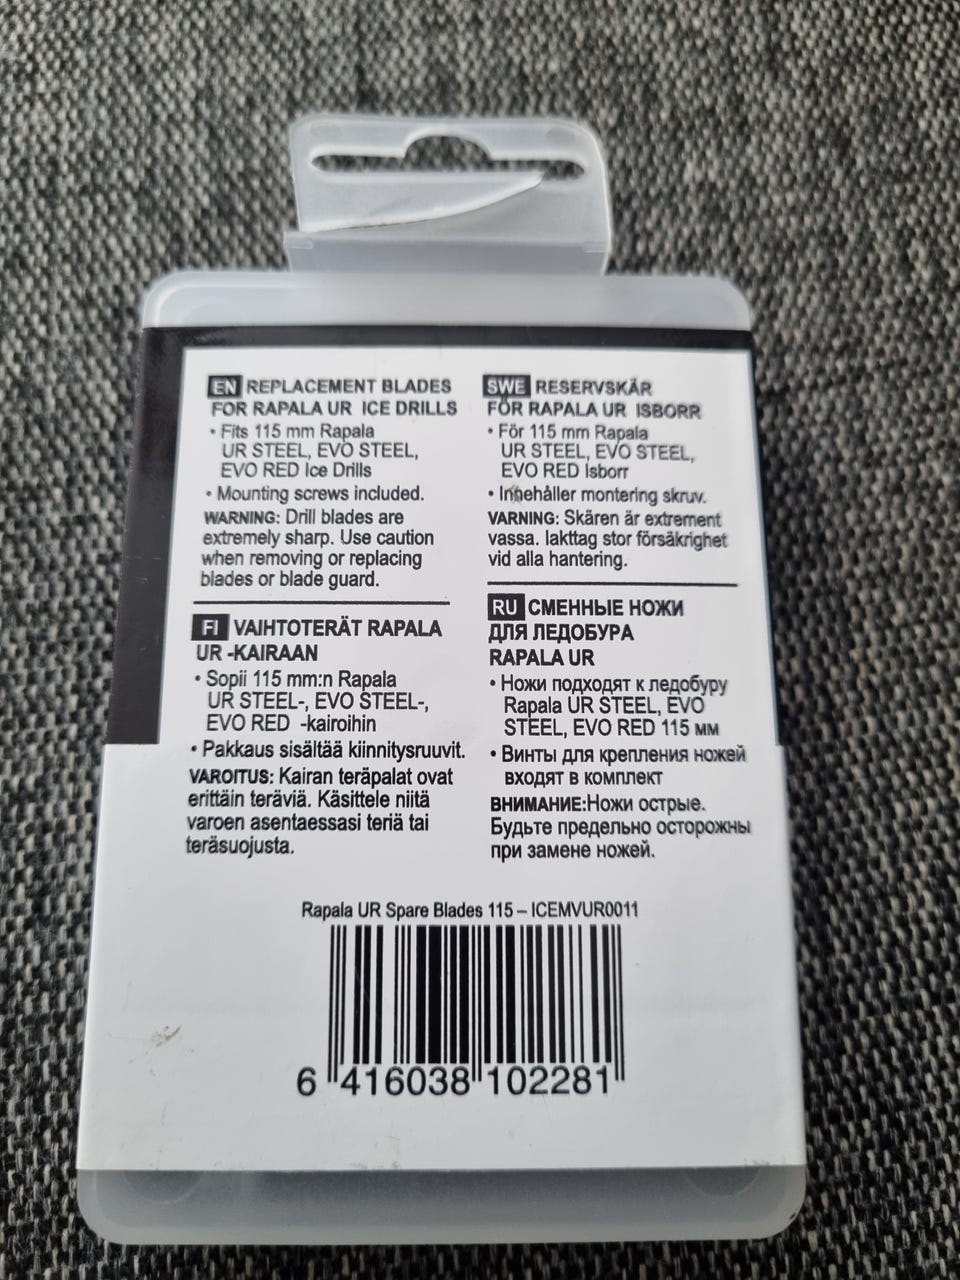 EN REPLACEMENT BLADES
FOR RAPALA UR ICE DRILLS
• Fits 115 mm Rapala
UR STEEL, EVO STEEL,
EVO RED Ice Drills
• Mounting screws included.
WARNING: Drill blades are
extremely sharp. Use caution
when removing or replacing
blades or blade guard.
SWE RESERVSKÄR
FÖR RAPALA UR ISBORR
• För 115 mm Rapala
UR STEEL, EVO STEEL,
EVO RED Isborr
• Innehåller montering skruv.
VARNING: Skären är extrement
vassa. Iakttag stor försäkrighet
vid alla hantering.
FI VAIHTOTERÄT RAPALA
UR -KAIRAAN
• Sopii 115 mm:n Rapala
UR STEEL-, EVO STEEL-,
EVO RED -kairoihin
• Pakkaus sisältää kiinnitysruuvit.
VAROITUS: Kairan teräpalat ovat
erittäin teräviä. Käsittele niitä
varoen asentaessasi teriä tai
teräsuojusta.
RU СМЕННЫЕ НОЖИ
ДЛЯ ЛЕДОБУРА
RAPALA UR
• Ножи подходят к ледобуру
Rapala UR STEEL, EVO
STEEL, EVO RED 115 мм
• Винты для крепления ножей
входят в комплект
ВНИМАНИЕ:Ножи острые.
Будьте предельно осторожны
при замене ножей.
Rapala UR Spare Blades 115 – ICEMVUR0011
6 416038 102281